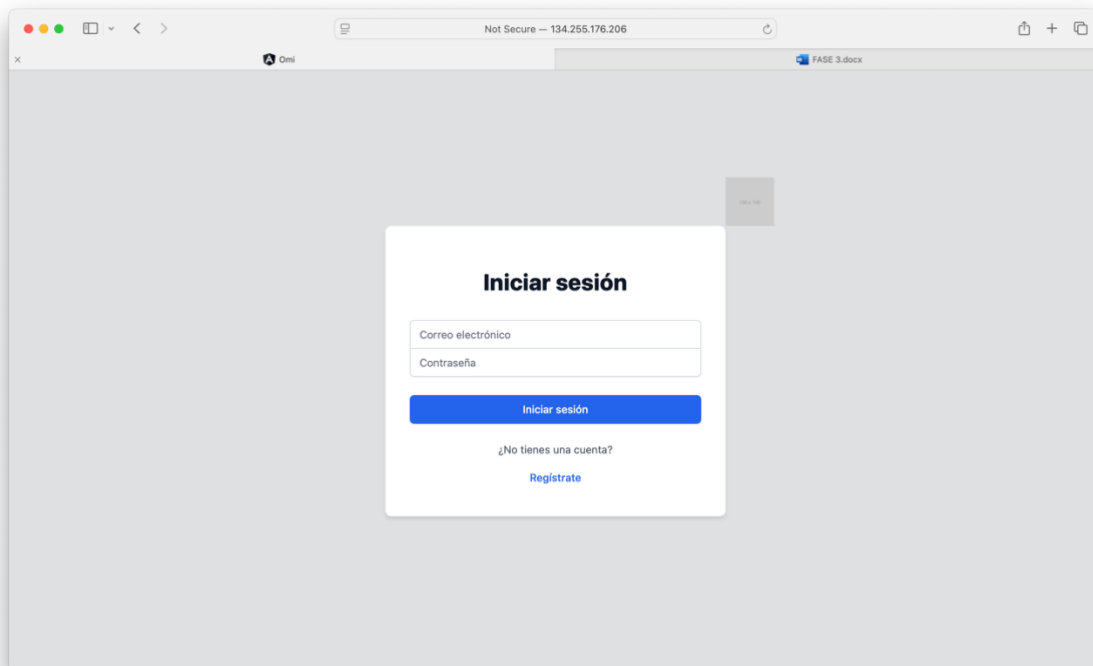 Not Secure — 134.255.176.206
Omi
FASE 3.docx
Iniciar sesión
Correo electrónico
Contraseña
Iniciar sesión
¿No tienes una cuenta?
Regístrate